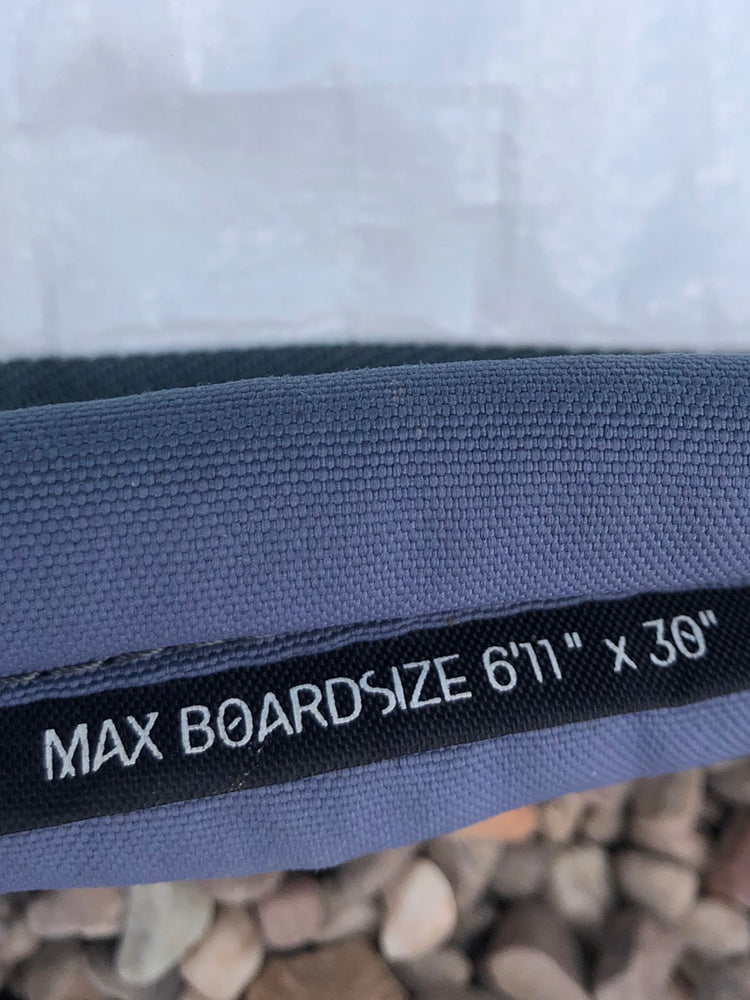 MAX BOARDSIZE 6'11" x 30"